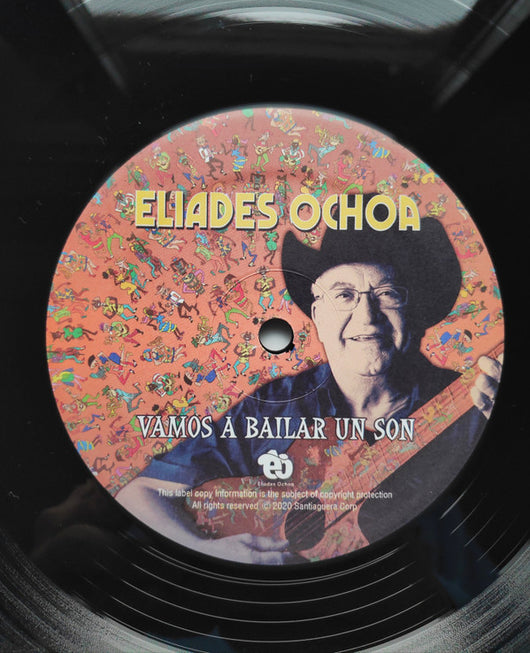 ELIADES OCHOA
VAMOS A BAILAR UN SON
eo
Eliades Ochoa
This label copy Information is the subject of copyright protection
All rights reserved © 2020 Santiaguera Corp